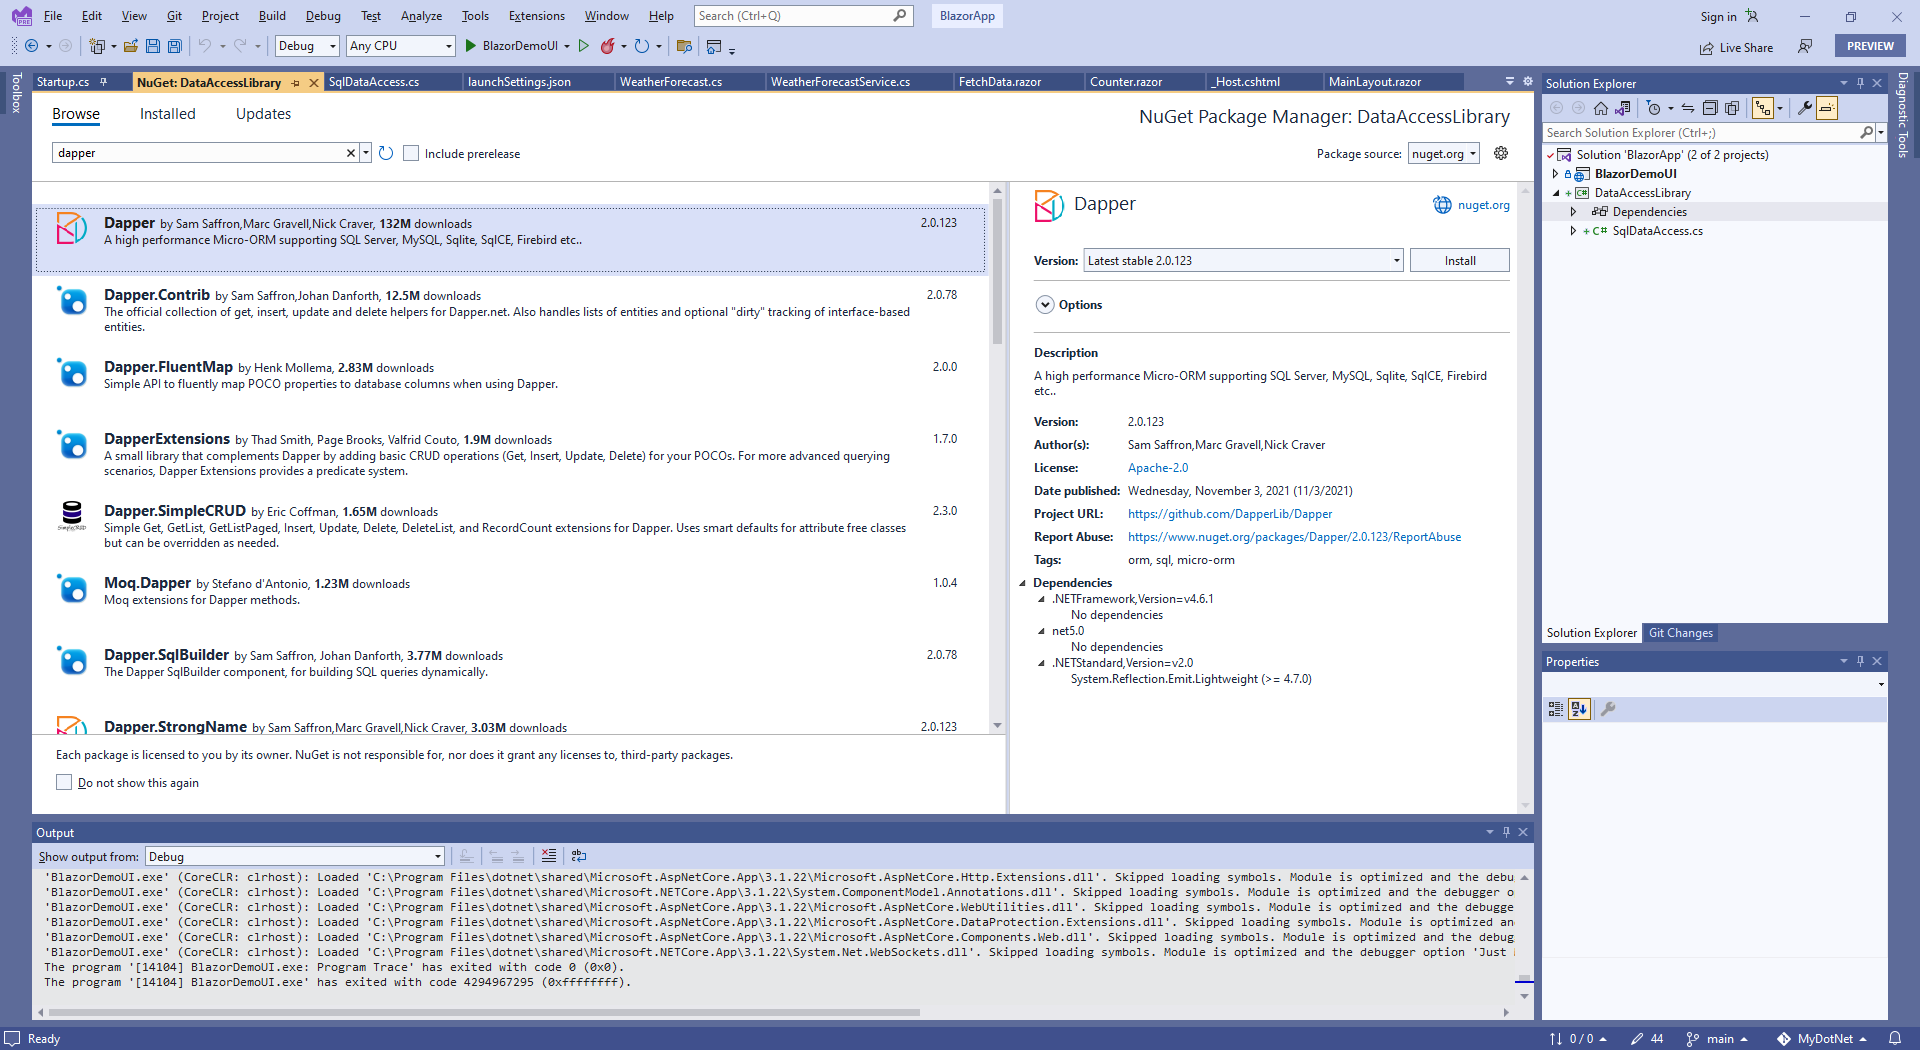 File Edit View Git Project Build Debug Test Analyze Tools Extensions Window Help Search (Ctrl+Q) BlazorApp Sign in
Debug Any CPU BlazorDemoUI Live Share PREVIEW
Toolbox
Startup.cs NuGet: DataAccessLibrary SqlDataAccess.cs launchSettings.json WeatherForecast.cs WeatherForecastService.cs FetchData.razor Counter.razor _Host.cshtml MainLayout.razor
Browse Installed Updates NuGet Package Manager: DataAccessLibrary
dapper Include prerelease Package source: nuget.org
Dapper by Sam Saffron,Marc Gravell,Nick Craver, 132M downloads 2.0.123
A high performance Micro-ORM supporting SQL Server, MySQL, Sqlite, SqlCE, Firebird etc..
Dapper.Contrib by Sam Saffron,Johan Danforth, 12.5M downloads 2.0.78
The official collection of get, insert, update and delete helpers for Dapper.net. Also handles lists of entities and optional "dirty" tracking of interface-based
entities.
Dapper.FluentMap by Henk Mollema, 2.83M downloads 2.0.0
Simple API to fluently map POCO properties to database columns when using Dapper.
DapperExtensions by Thad Smith, Page Brooks, Valfrid Couto, 1.9M downloads 1.7.0
A small library that complements Dapper by adding basic CRUD operations (Get, Insert, Update, Delete) for your POCOs. For more advanced querying
scenarios, Dapper Extensions provides a predicate system.
SimpleCRUD
Dapper.SimpleCRUD by Eric Coffman, 1.65M downloads 2.3.0
Simple Get, GetList, GetListPaged, Insert, Update, Delete, DeleteList, and RecordCount extensions for Dapper. Uses smart defaults for attribute free classes
but can be overridden as needed.
Moq.Dapper by Stefano d'Antonio, 1.23M downloads 1.0.4
Moq extensions for Dapper methods.
Dapper.SqlBuilder by Sam Saffron, Johan Danforth, 3.77M downloads 2.0.78
The Dapper SqlBuilder component, for building SQL queries dynamically.
Dapper.StrongName by Sam Saffron,Marc Gravell,Nick Craver, 3.03M downloads 2.0.123
Each package is licensed to you by its owner. NuGet is not responsible for, nor does it grant any licenses to, third-party packages.
Do not show this again
Dapper nuget.org
Version: Latest stable 2.0.123 Install
Options
Description
A high performance Micro-ORM supporting SQL Server, MySQL, Sqlite, SqlCE, Firebird
etc..
Version: 2.0.123
Author(s): Sam Saffron,Marc Gravell,Nick Craver
License: Apache-2.0
Date published: Wednesday, November 3, 2021 (11/3/2021)
Project URL: https://github.com/DapperLib/Dapper
Report Abuse: https://www.nuget.org/packages/Dapper/2.0.123/ReportAbuse
Tags: orm, sql, micro-orm
Dependencies
.NETFramework,Version=v4.6.1
No dependencies
net5.0
No dependencies
.NETStandard,Version=v2.0
System.Reflection.Emit.Lightweight (>= 4.7.0)
Solution Explorer
Search Solution Explorer (Ctrl+;)
Solution 'BlazorApp' (2 of 2 projects)
BlazorDemoUI
C# DataAccessLibrary
Dependencies
C# SqlDataAccess.cs
Solution Explorer Git Changes
Properties
Diagnostic Tools
Output
Show output from: Debug
'BlazorDemoUI.exe' (CoreCLR: clrhost): Loaded 'C:\Program Files\dotnet\shared\Microsoft.AspNetCore.App\3.1.22\Microsoft.AspNetCore.Http.Extensions.dll'. Skipped loading symbols. Module is optimized and the debu
'BlazorDemoUI.exe' (CoreCLR: clrhost): Loaded 'C:\Program Files\dotnet\shared\Microsoft.NETCore.App\3.1.22\System.ComponentModel.Annotations.dll'. Skipped loading symbols. Module is optimized and the debugger o
'BlazorDemoUI.exe' (CoreCLR: clrhost): Loaded 'C:\Program Files\dotnet\shared\Microsoft.AspNetCore.App\3.1.22\Microsoft.AspNetCore.WebUtilities.dll'. Skipped loading symbols. Module is optimized and the debugge
'BlazorDemoUI.exe' (CoreCLR: clrhost): Loaded 'C:\Program Files\dotnet\shared\Microsoft.AspNetCore.App\3.1.22\Microsoft.AspNetCore.DataProtection.Extensions.dll'. Skipped loading symbols. Module is optimized an
'BlazorDemoUI.exe' (CoreCLR: clrhost): Loaded 'C:\Program Files\dotnet\shared\Microsoft.AspNetCore.App\3.1.22\Microsoft.AspNetCore.Components.Web.dll'. Skipped loading symbols. Module is optimized and the debug
'BlazorDemoUI.exe' (CoreCLR: clrhost): Loaded 'C:\Program Files\dotnet\shared\Microsoft.NETCore.App\3.1.22\System.Net.WebSockets.dll'. Skipped loading symbols. Module is optimized and the debugger option 'Just
The program '[14104] BlazorDemoUI.exe: Program Trace' has exited with code 0 (0x0).
The program '[14104] BlazorDemoUI.exe' has exited with code 4294967295 (0xffffffff).
Ready 0 / 0 44 main MyDotNet